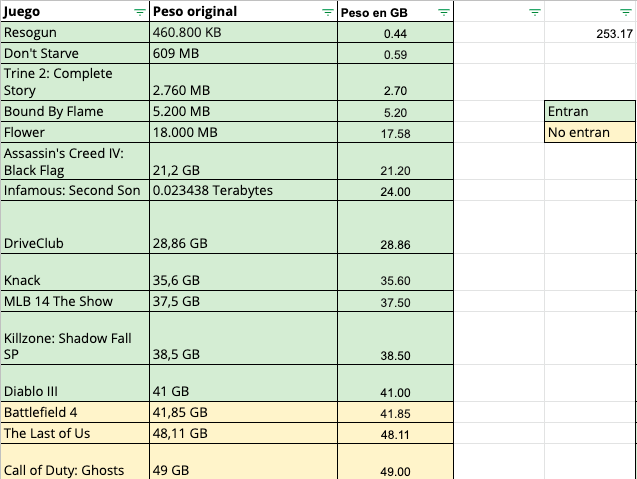 Juego Peso original Peso en GB
Resogun 460.800 KB 0.44 253.17
Don't Starve 609 MB 0.59
Trine 2: Complete
Story 2.760 MB 2.70
Bound By Flame 5.200 MB 5.20 Entran
Flower 18.000 MB 17.58 No entran
Assassin's Creed IV:
Black Flag 21,2 GB 21.20
Infamous: Second Son 0.023438 Terabytes 24.00
DriveClub 28,86 GB 28.86
Knack 35,6 GB 35.60
MLB 14 The Show 37,5 GB 37.50
Killzone: Shadow Fall
SP 38,5 GB 38.50
Diablo III 41 GB 41.00
Battlefield 4 41,85 GB 41.85
The Last of Us 48,11 GB 48.11
Call of Duty: Ghosts 49 GB 49.00